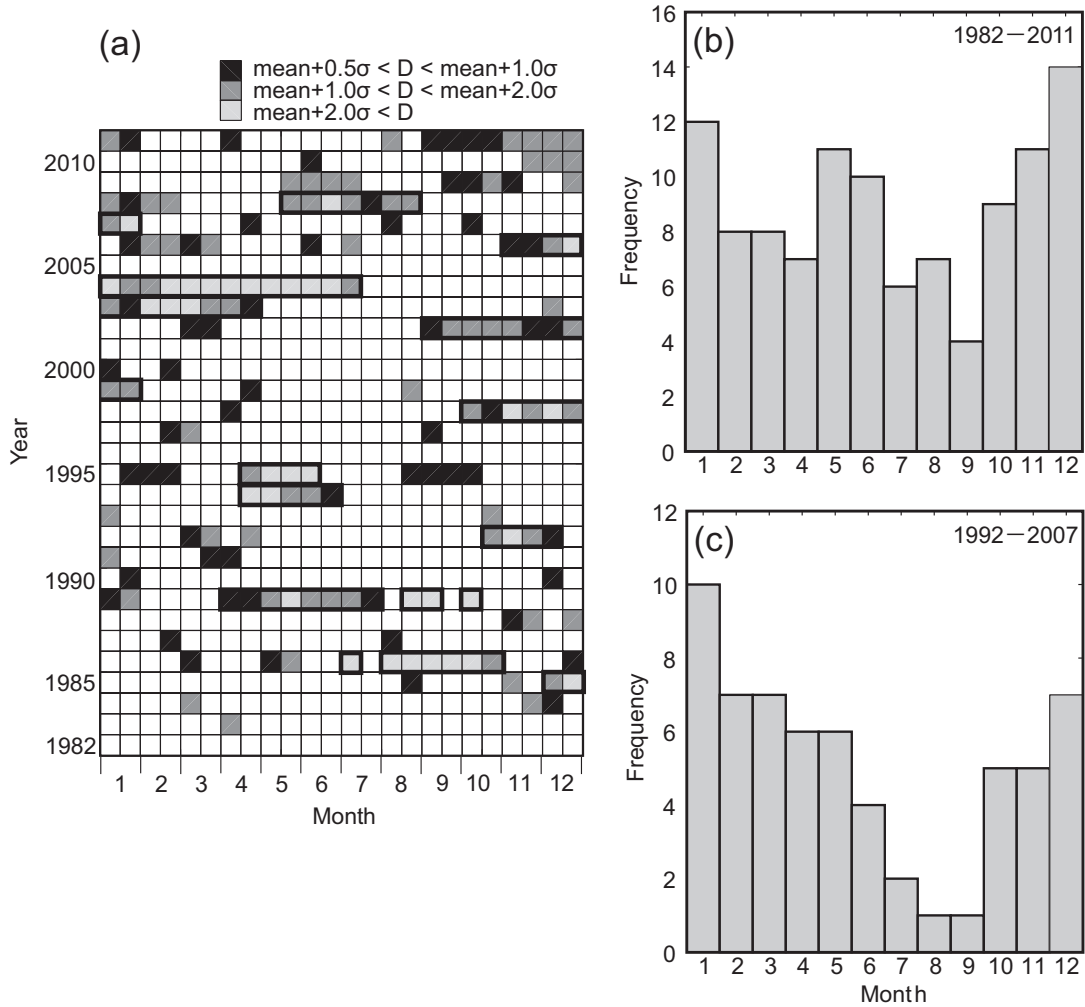 (a)
mean+0.5σ < D < mean+1.0σ
mean+1.0σ < D < mean+2.0σ
mean+2.0σ < D
2010
2005
2000
1995
1990
1985
1982
Year
1 2 3 4 5 6 7 8 9 10 11 12
Month
(b)
1982－2011
16
14
12
10
8
6
4
2
0
Frequency
1 2 3 4 5 6 7 8 9 10 11 12
(c)
1992－2007
12
10
8
6
4
2
0
Frequency
1 2 3 4 5 6 7 8 9 10 11 12
Month